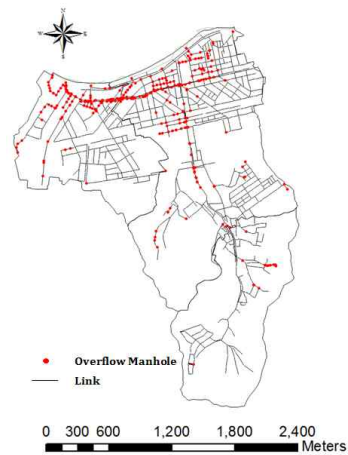 N
W
E
S
Overflow Manhole
Link
0 300 600 1,200 1,800 2,400
Meters